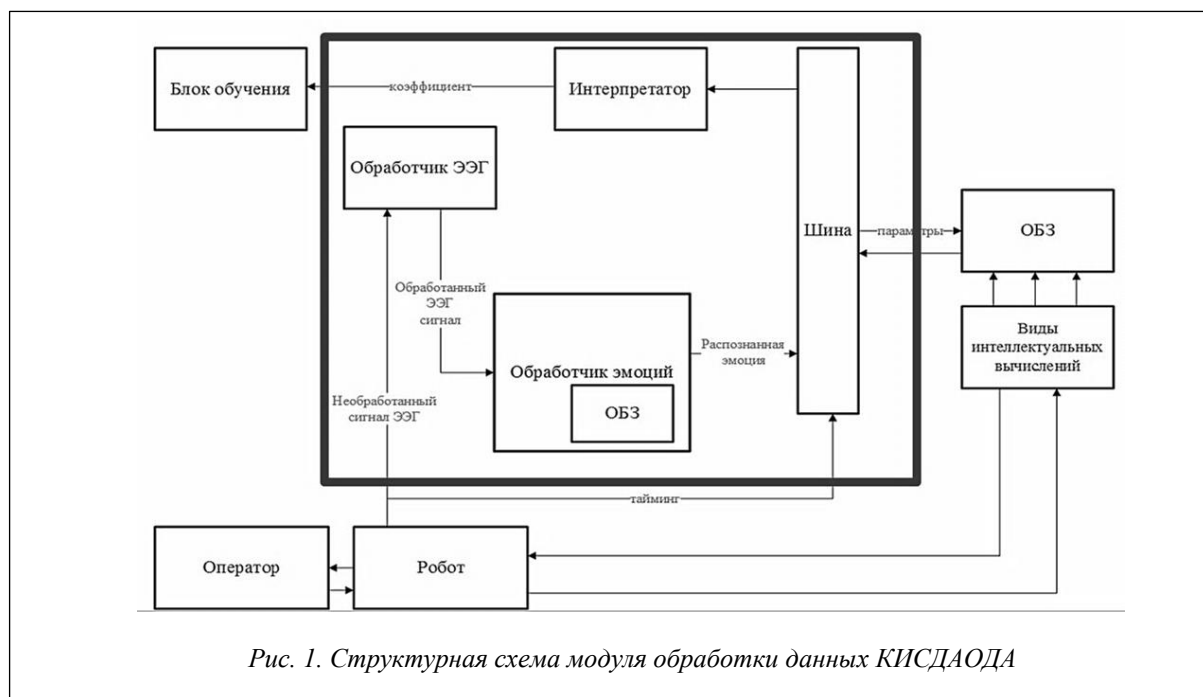 Блок обучения
коэффициент
Интерпретатор
Обработчик ЭЭГ
Шина
параметры
ОБЗ
Обработанный
ЭЭГ
сигнал
Виды
интеллектуальных
вычислений
Распознанная
эмоция
Обработчик эмоций
ОБЗ
Необработанный
сигнал ЭЭГ
тайминг
Оператор
Робот
Рис. 1. Структурная схема модуля обработки данных КИСДАОДА